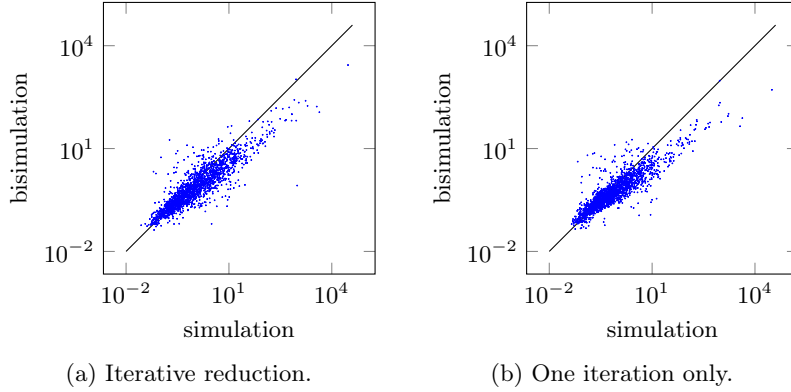 10^4
10^1
10^−2
bisimulation
10^−2 10^1 10^4
simulation
(a) Iterative reduction.
10^4
10^1
10^−2
bisimulation
10^−2 10^1 10^4
simulation
(b) One iteration only.